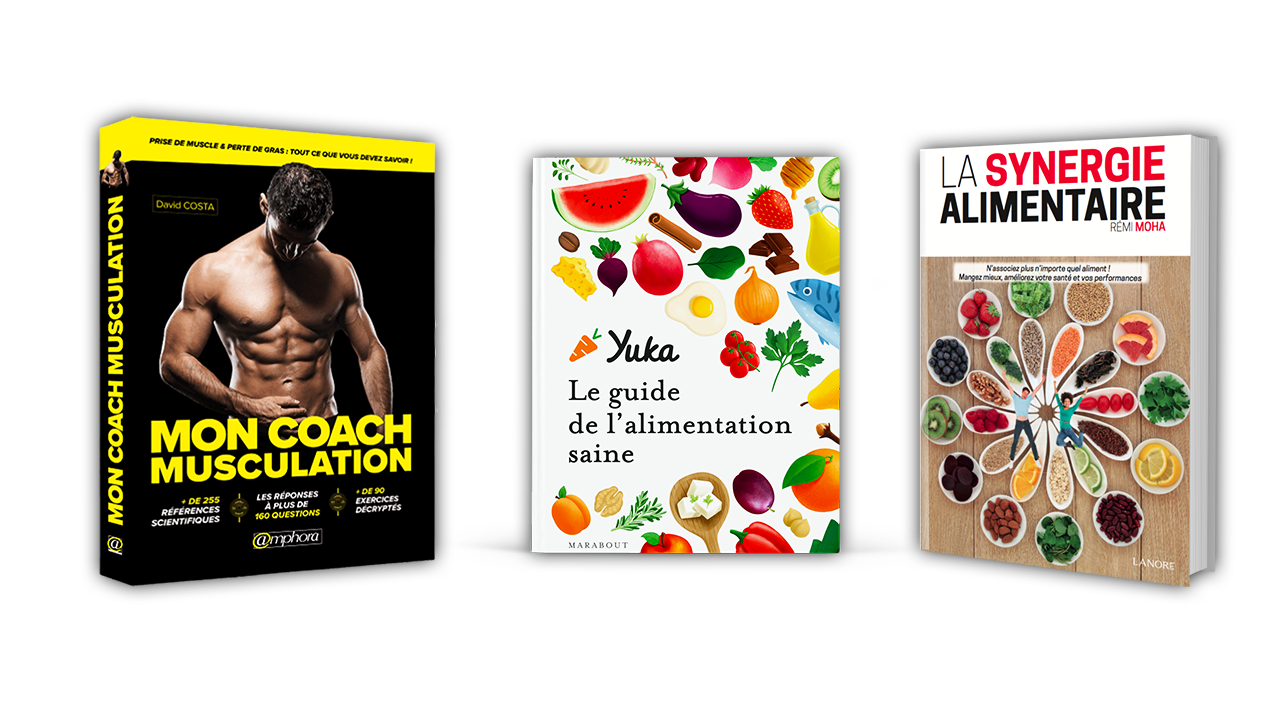 PRISE DE MUSCLE & PERTE DE GRAS : TOUT CE QUE VOUS DEVEZ SAVOIR !
David COSTA
MON COACH MUSCULATION
MON COACH
MUSCULATION
+ DE 255
RÉFÉRENCES
SCIENTIFIQUES
LES RÉPONSES
À PLUS DE
160 QUESTIONS
+ DE 90
EXERCICES
DÉCRYPTÉS
@mphora
Yuka
Le guide
de l'alimentation
saine
MARABOUT
LA SYNERGIE
ALIMENTAIRE
RÉMI MOHA
N'associez plus n'importe quel aliment !
Mangez mieux, améliorez votre santé et vos performances
LANORE